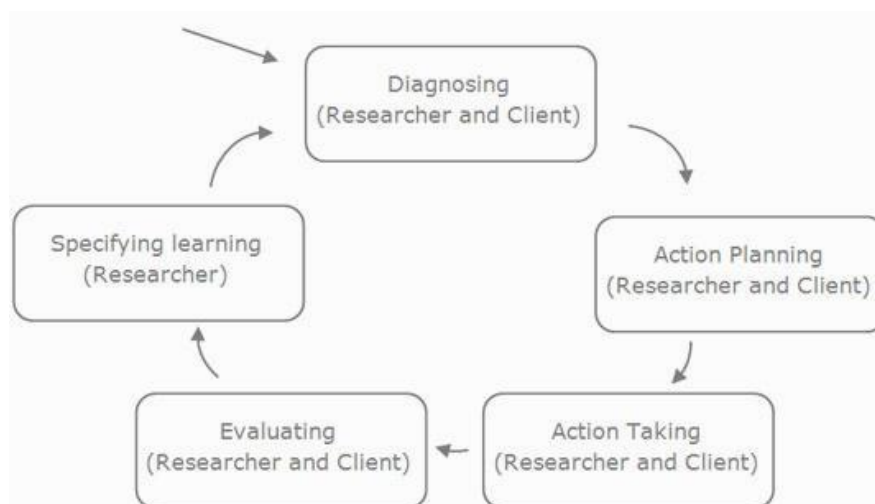 Diagnosing
(Researcher and Client)
Action Planning
(Researcher and Client)
Action Taking
(Researcher and Client)
Evaluating
(Researcher and Client)
Specifying learning
(Researcher)